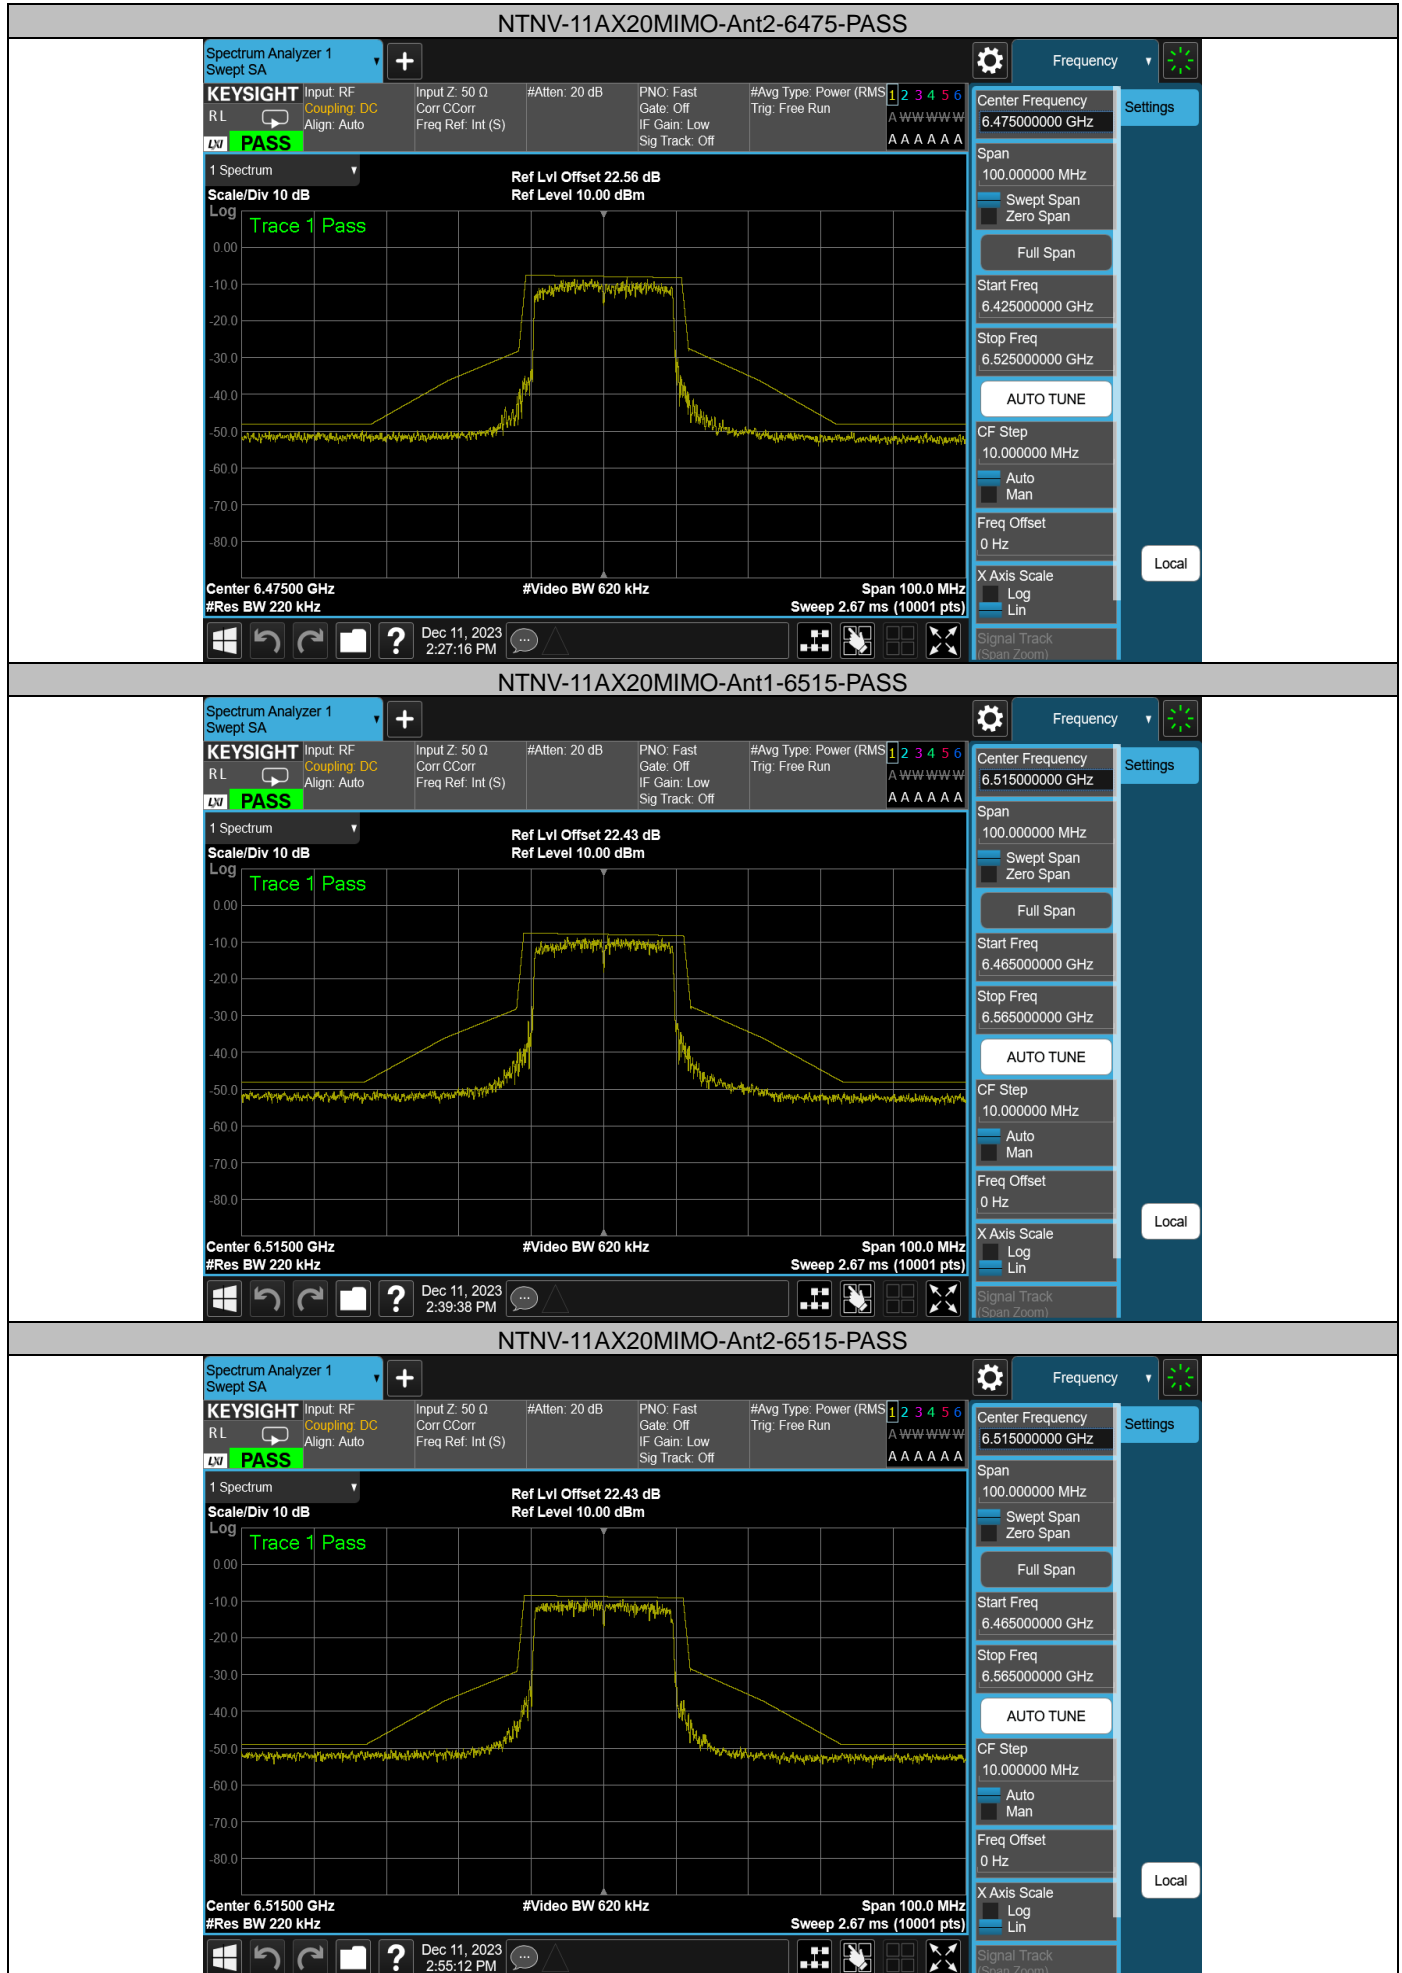 NTNV-11AX20MIMO-Ant2-6475-PASS
Spectrum Analyzer 1
Swept SA
Frequency
KEYSIGHT
RL
LXI PASS
Input: RF
Coupling: DC
Align: Auto
Input Z: 50 Ω
Corr CCorr
Freq Ref: Int (S)
#Atten: 20 dB
PNO: Fast
Gate: Off
IF Gain: Low
Sig Track: Off
#Avg Type: Power (RMS
Trig: Free Run
1 2 3 4 5 6
A W W W W W
A A A A A A
Center Frequency
6.475000000 GHz
Settings
Span
100.000000 MHz
Swept Span
Zero Span
Full Span
Start Freq
6.425000000 GHz
Stop Freq
6.525000000 GHz
AUTO TUNE
CF Step
10.000000 MHz
Auto
Man
Freq Offset
0 Hz
X Axis Scale
Log
Lin
Signal Track
(Span Zoom)
Local
1 Spectrum
Scale/Div 10 dB
Ref Lvl Offset 22.56 dB
Ref Level 10.00 dBm
Log
Trace 1 Pass
0.00
-10.0
-20.0
-30.0
-40.0
-50.0
-60.0
-70.0
-80.0
Center 6.47500 GHz
#Video BW 620 kHz
Span 100.0 MHz
#Res BW 220 kHz
Sweep 2.67 ms (10001 pts)
?
Dec 11, 2023
2:27:16 PM
NTNV-11AX20MIMO-Ant1-6515-PASS
Spectrum Analyzer 1
Swept SA
Frequency
KEYSIGHT
RL
LXI PASS
Input: RF
Coupling: DC
Align: Auto
Input Z: 50 Ω
Corr CCorr
Freq Ref: Int (S)
#Atten: 20 dB
PNO: Fast
Gate: Off
IF Gain: Low
Sig Track: Off
#Avg Type: Power (RMS
Trig: Free Run
1 2 3 4 5 6
A W W W W W
A A A A A A
Center Frequency
6.515000000 GHz
Settings
Span
100.000000 MHz
Swept Span
Zero Span
Full Span
Start Freq
6.465000000 GHz
Stop Freq
6.565000000 GHz
AUTO TUNE
CF Step
10.000000 MHz
Auto
Man
Freq Offset
0 Hz
X Axis Scale
Log
Lin
Signal Track
(Span Zoom)
Local
1 Spectrum
Scale/Div 10 dB
Ref Lvl Offset 22.43 dB
Ref Level 10.00 dBm
Log
Trace 1 Pass
0.00
-10.0
-20.0
-30.0
-40.0
-50.0
-60.0
-70.0
-80.0
Center 6.51500 GHz
#Video BW 620 kHz
Span 100.0 MHz
#Res BW 220 kHz
Sweep 2.67 ms (10001 pts)
?
Dec 11, 2023
2:39:38 PM
NTNV-11AX20MIMO-Ant2-6515-PASS
Spectrum Analyzer 1
Swept SA
Frequency
KEYSIGHT
RL
LXI PASS
Input: RF
Coupling: DC
Align: Auto
Input Z: 50 Ω
Corr CCorr
Freq Ref: Int (S)
#Atten: 20 dB
PNO: Fast
Gate: Off
IF Gain: Low
Sig Track: Off
#Avg Type: Power (RMS
Trig: Free Run
1 2 3 4 5 6
A W W W W W
A A A A A A
Center Frequency
6.515000000 GHz
Settings
Span
100.000000 MHz
Swept Span
Zero Span
Full Span
Start Freq
6.465000000 GHz
Stop Freq
6.565000000 GHz
AUTO TUNE
CF Step
10.000000 MHz
Auto
Man
Freq Offset
0 Hz
X Axis Scale
Log
Lin
Signal Track
(Span Zoom)
Local
1 Spectrum
Scale/Div 10 dB
Ref Lvl Offset 22.43 dB
Ref Level 10.00 dBm
Log
Trace 1 Pass
0.00
-10.0
-20.0
-30.0
-40.0
-50.0
-60.0
-70.0
-80.0
Center 6.51500 GHz
#Video BW 620 kHz
Span 100.0 MHz
#Res BW 220 kHz
Sweep 2.67 ms (10001 pts)
?
Dec 11, 2023
2:55:12 PM